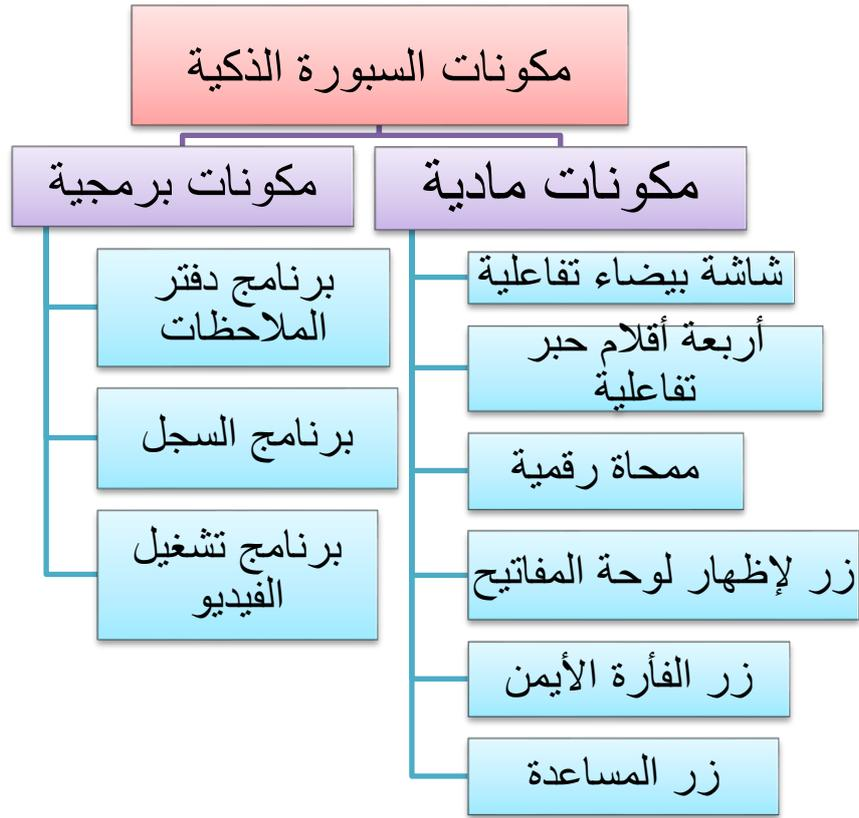 مكونات السبورة الذكية
مكونات مادية
شاشة بيضاء تفاعلية
أربعة أقلام حبر
تفاعلية
ممحاة رقمية
زر لإظهار لوحة المفاتيح
زر الفأرة الأيمن
زر المساعدة
مكونات برمجية
برنامج دفتر
الملاحظات
برنامج السجل
برنامج تشغيل
الفيديو